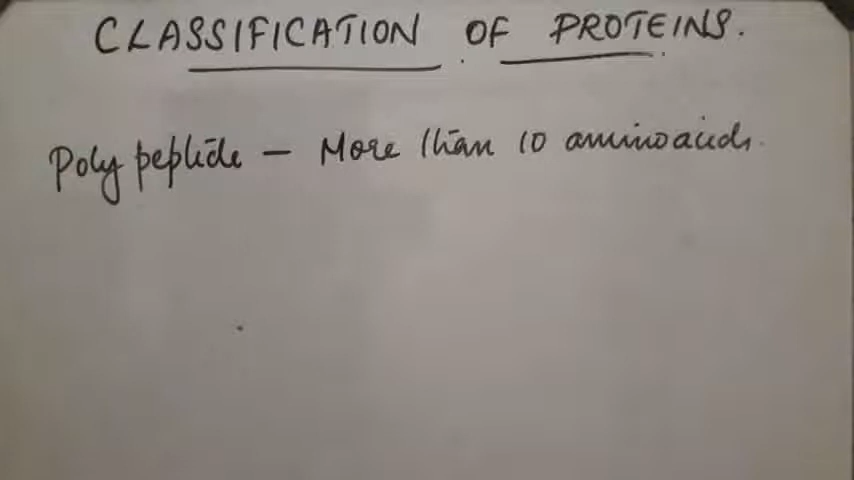 CLASSIFICATION OF PROTEINS.
Poly peptide - More than 10 aminoacids.